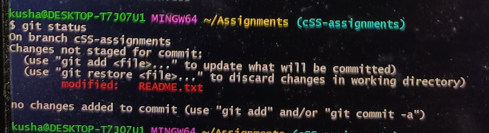 kusha@DESKTOP-T7J07U1 MINGW64 ~/Assignments (cSS-assignments)
$ git status
On branch cSS-assignments
Changes not staged for commit:
  (use "git add <file>..." to update what will be committed)
  (use "git restore <file>..." to discard changes in working directory)
        modified:   README.txt

no changes added to commit (use "git add" and/or "git commit -a")

kusha@DESKTOP-T7J07U1 MINGW64 ~/Assignments (cSS-assignments)